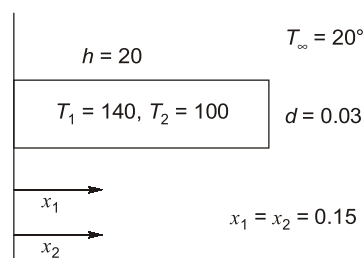 T∞ = 20°
h = 20
T₁ = 140, T₂ = 100
d = 0.03
x₁
x₁ = x₂ = 0.15
x₂